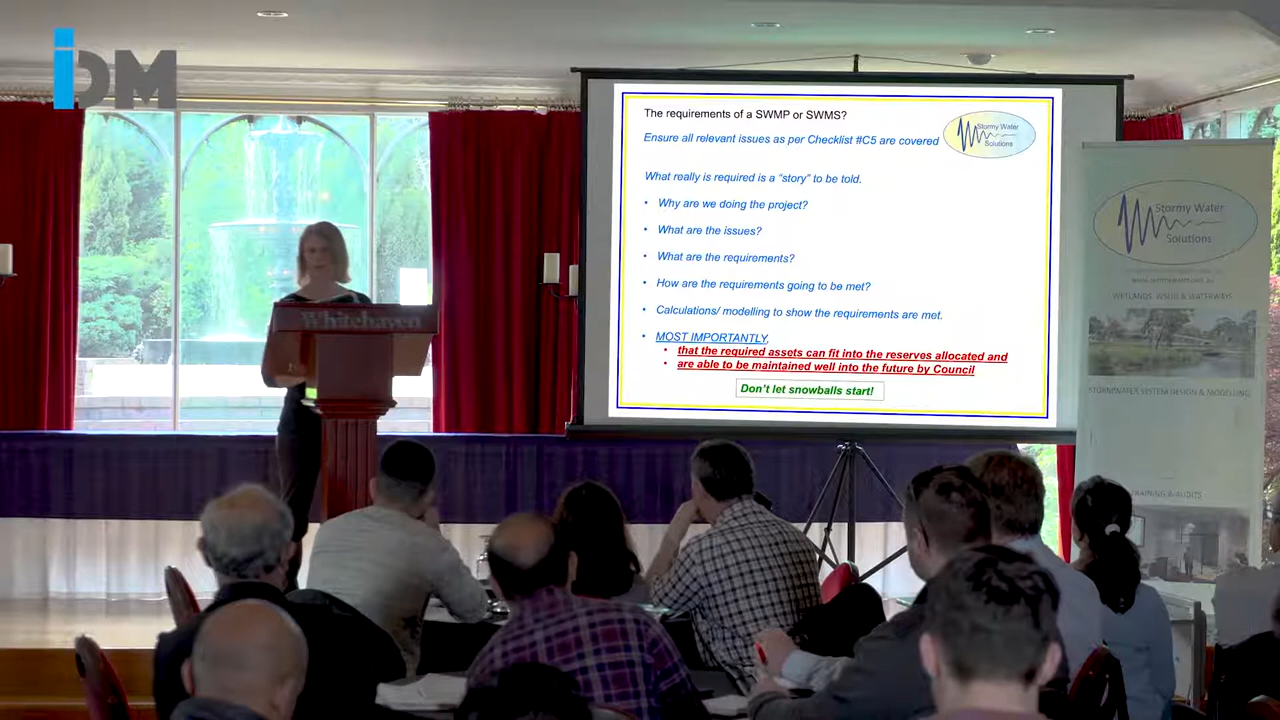 iDM
The requirements of a SWMP or SWMS?
Ensure all relevant issues as per Checklist #C5 are covered
Stormy Water
Solutions
What really is required is a “story” to be told.
• Why are we doing the project?
• What are the issues?
• What are the requirements?
• How are the requirements going to be met?
• Calculations/ modelling to show the requirements are met.
• MOST IMPORTANTLY,
• that the required assets can fit into the reserves allocated and
• are able to be maintained well into the future by Council
Don't let snowballs start!
Whitehaven
Stormy Water
Solutions
WETLANDS, WSUD & WATERWAYS
STORMWATER SYSTEM DESIGN & MODELLING
TRAINING & AUDITS